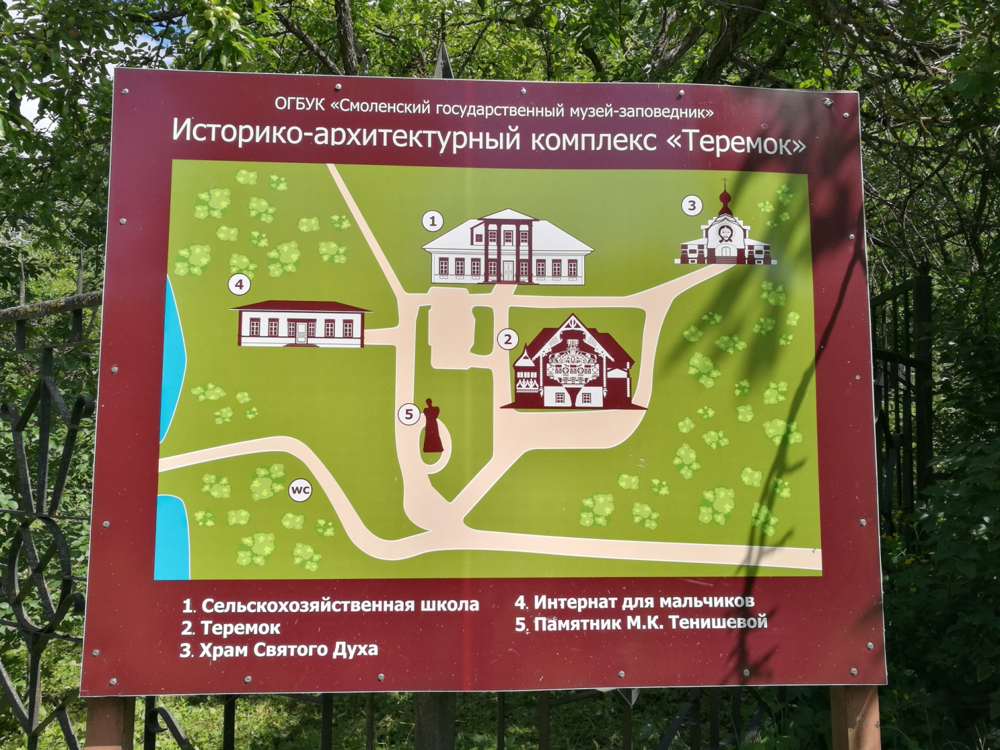 ОГБУК «Смоленский государственный музей-заповедник»
Историко-архитектурный комплекс «Теремок»
1
3
4
2
5
WC
1. Сельскохозяйственная школа
2. Теремок
3. Храм Святого Духа
4. Интернат для мальчиков
5. Памятник М.К. Тенишевой